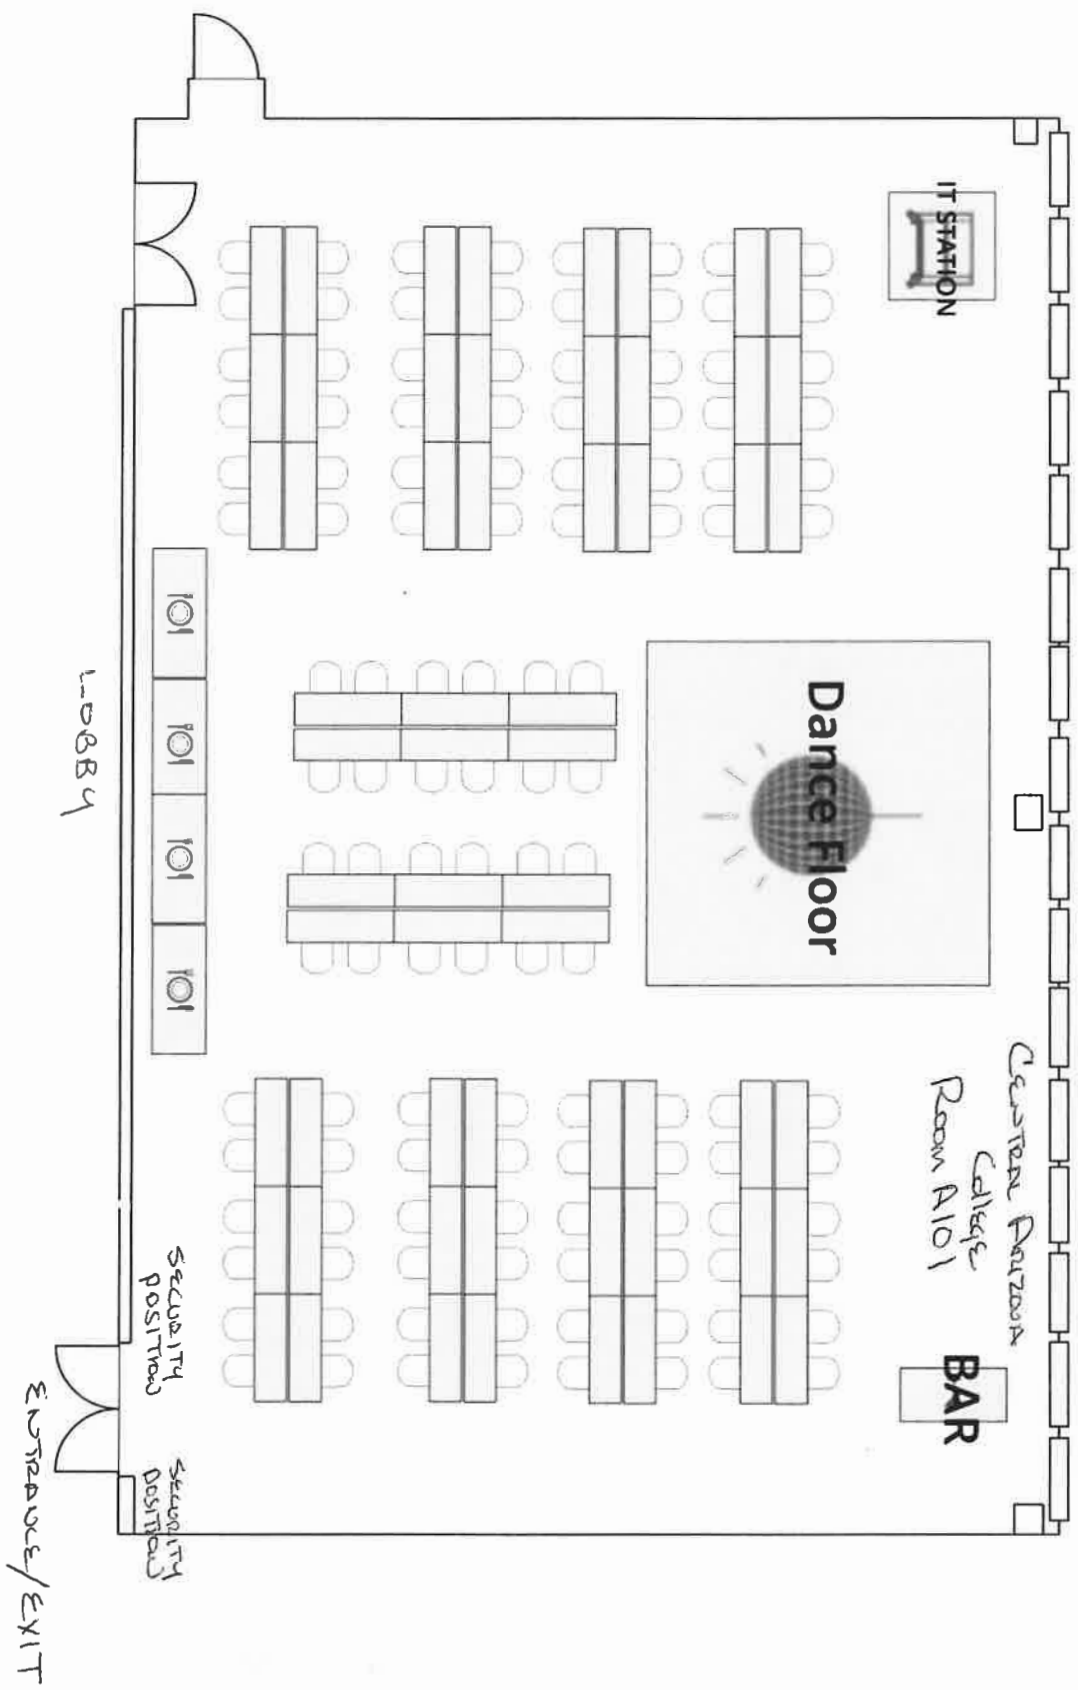 IT STATION
Dance Floor
CENTRAL ARIZONA
College
Room A101
BAR
LOBBY
SECURITY
POSITION
SECURITY
POSITION
ENTRANCE/EXIT